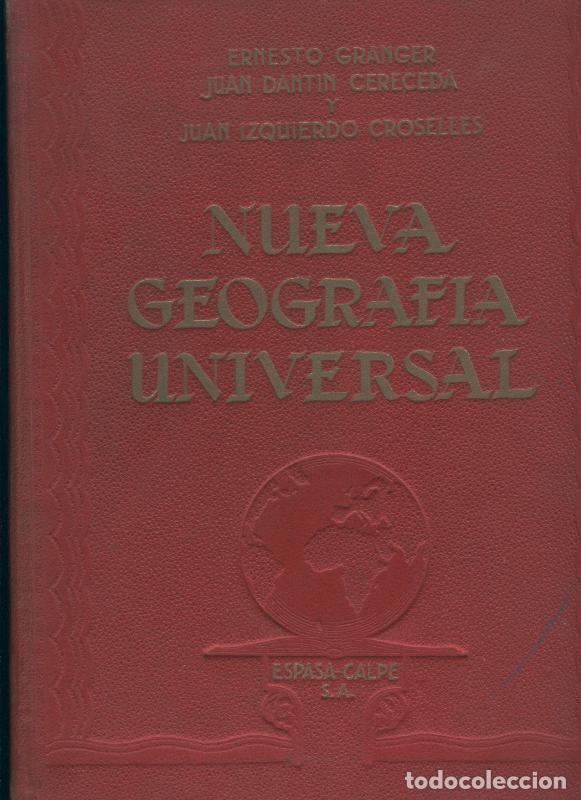 ERNESTO GRANGER
JUAN DANTIN CERECEDA
Y
JUAN IZQUIERDO CROSELLES
NUEVA
GEOGRAFIA
UNIVERSAL
ESPASA-CALPE
S.A.
todocoleccion